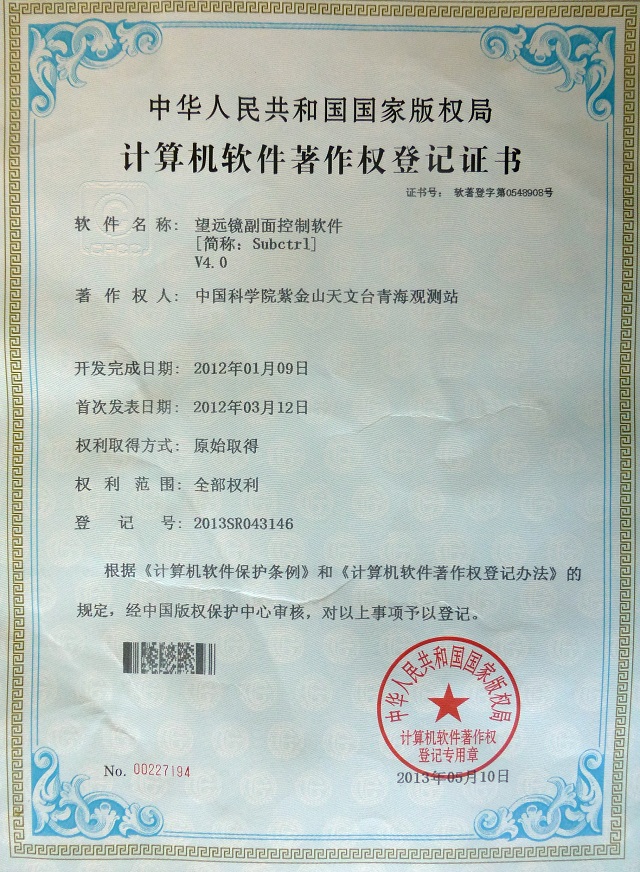 中华人民共和国国家版权局
计算机软件著作权登记证书
证书号： 软著登字第0548908号
软件名称： 望远镜副面控制软件
[简称：Subctrl]
V4.0
著作权人： 中国科学院紫金山天文台青海观测站
开发完成日期： 2012年01月09日
首次发表日期： 2012年03月12日
权利取得方式： 原始取得
权利范围： 全部权利
登记号： 2013SR043146
根据《计算机软件保护条例》和《计算机软件著作权登记办法》的
规定，经中国版权保护中心审核，对以上事项予以登记。
中华人民共和国国家版权局
计算机软件著作权
登记专用章
No. 00227194
2013年05月10日